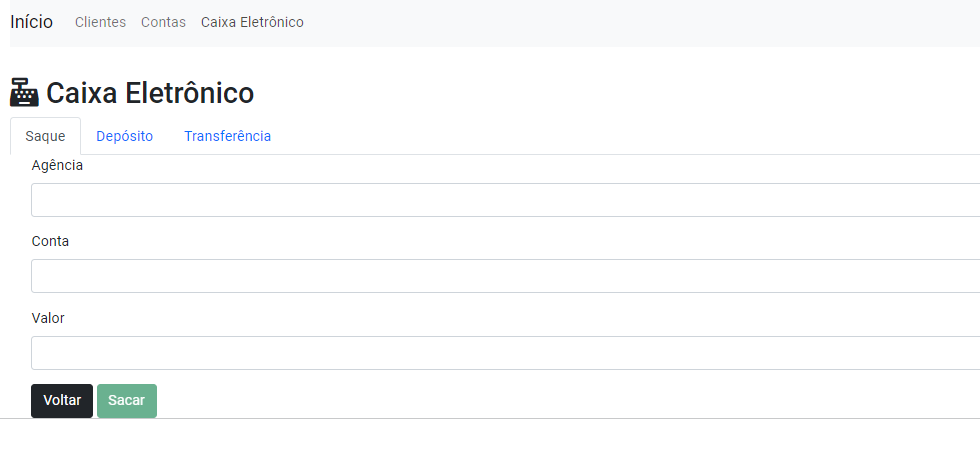 Início Clientes Contas Caixa Eletrônico
Caixa Eletrônico
Saque Depósito Transferência
Agência
Conta
Valor
Voltar Sacar